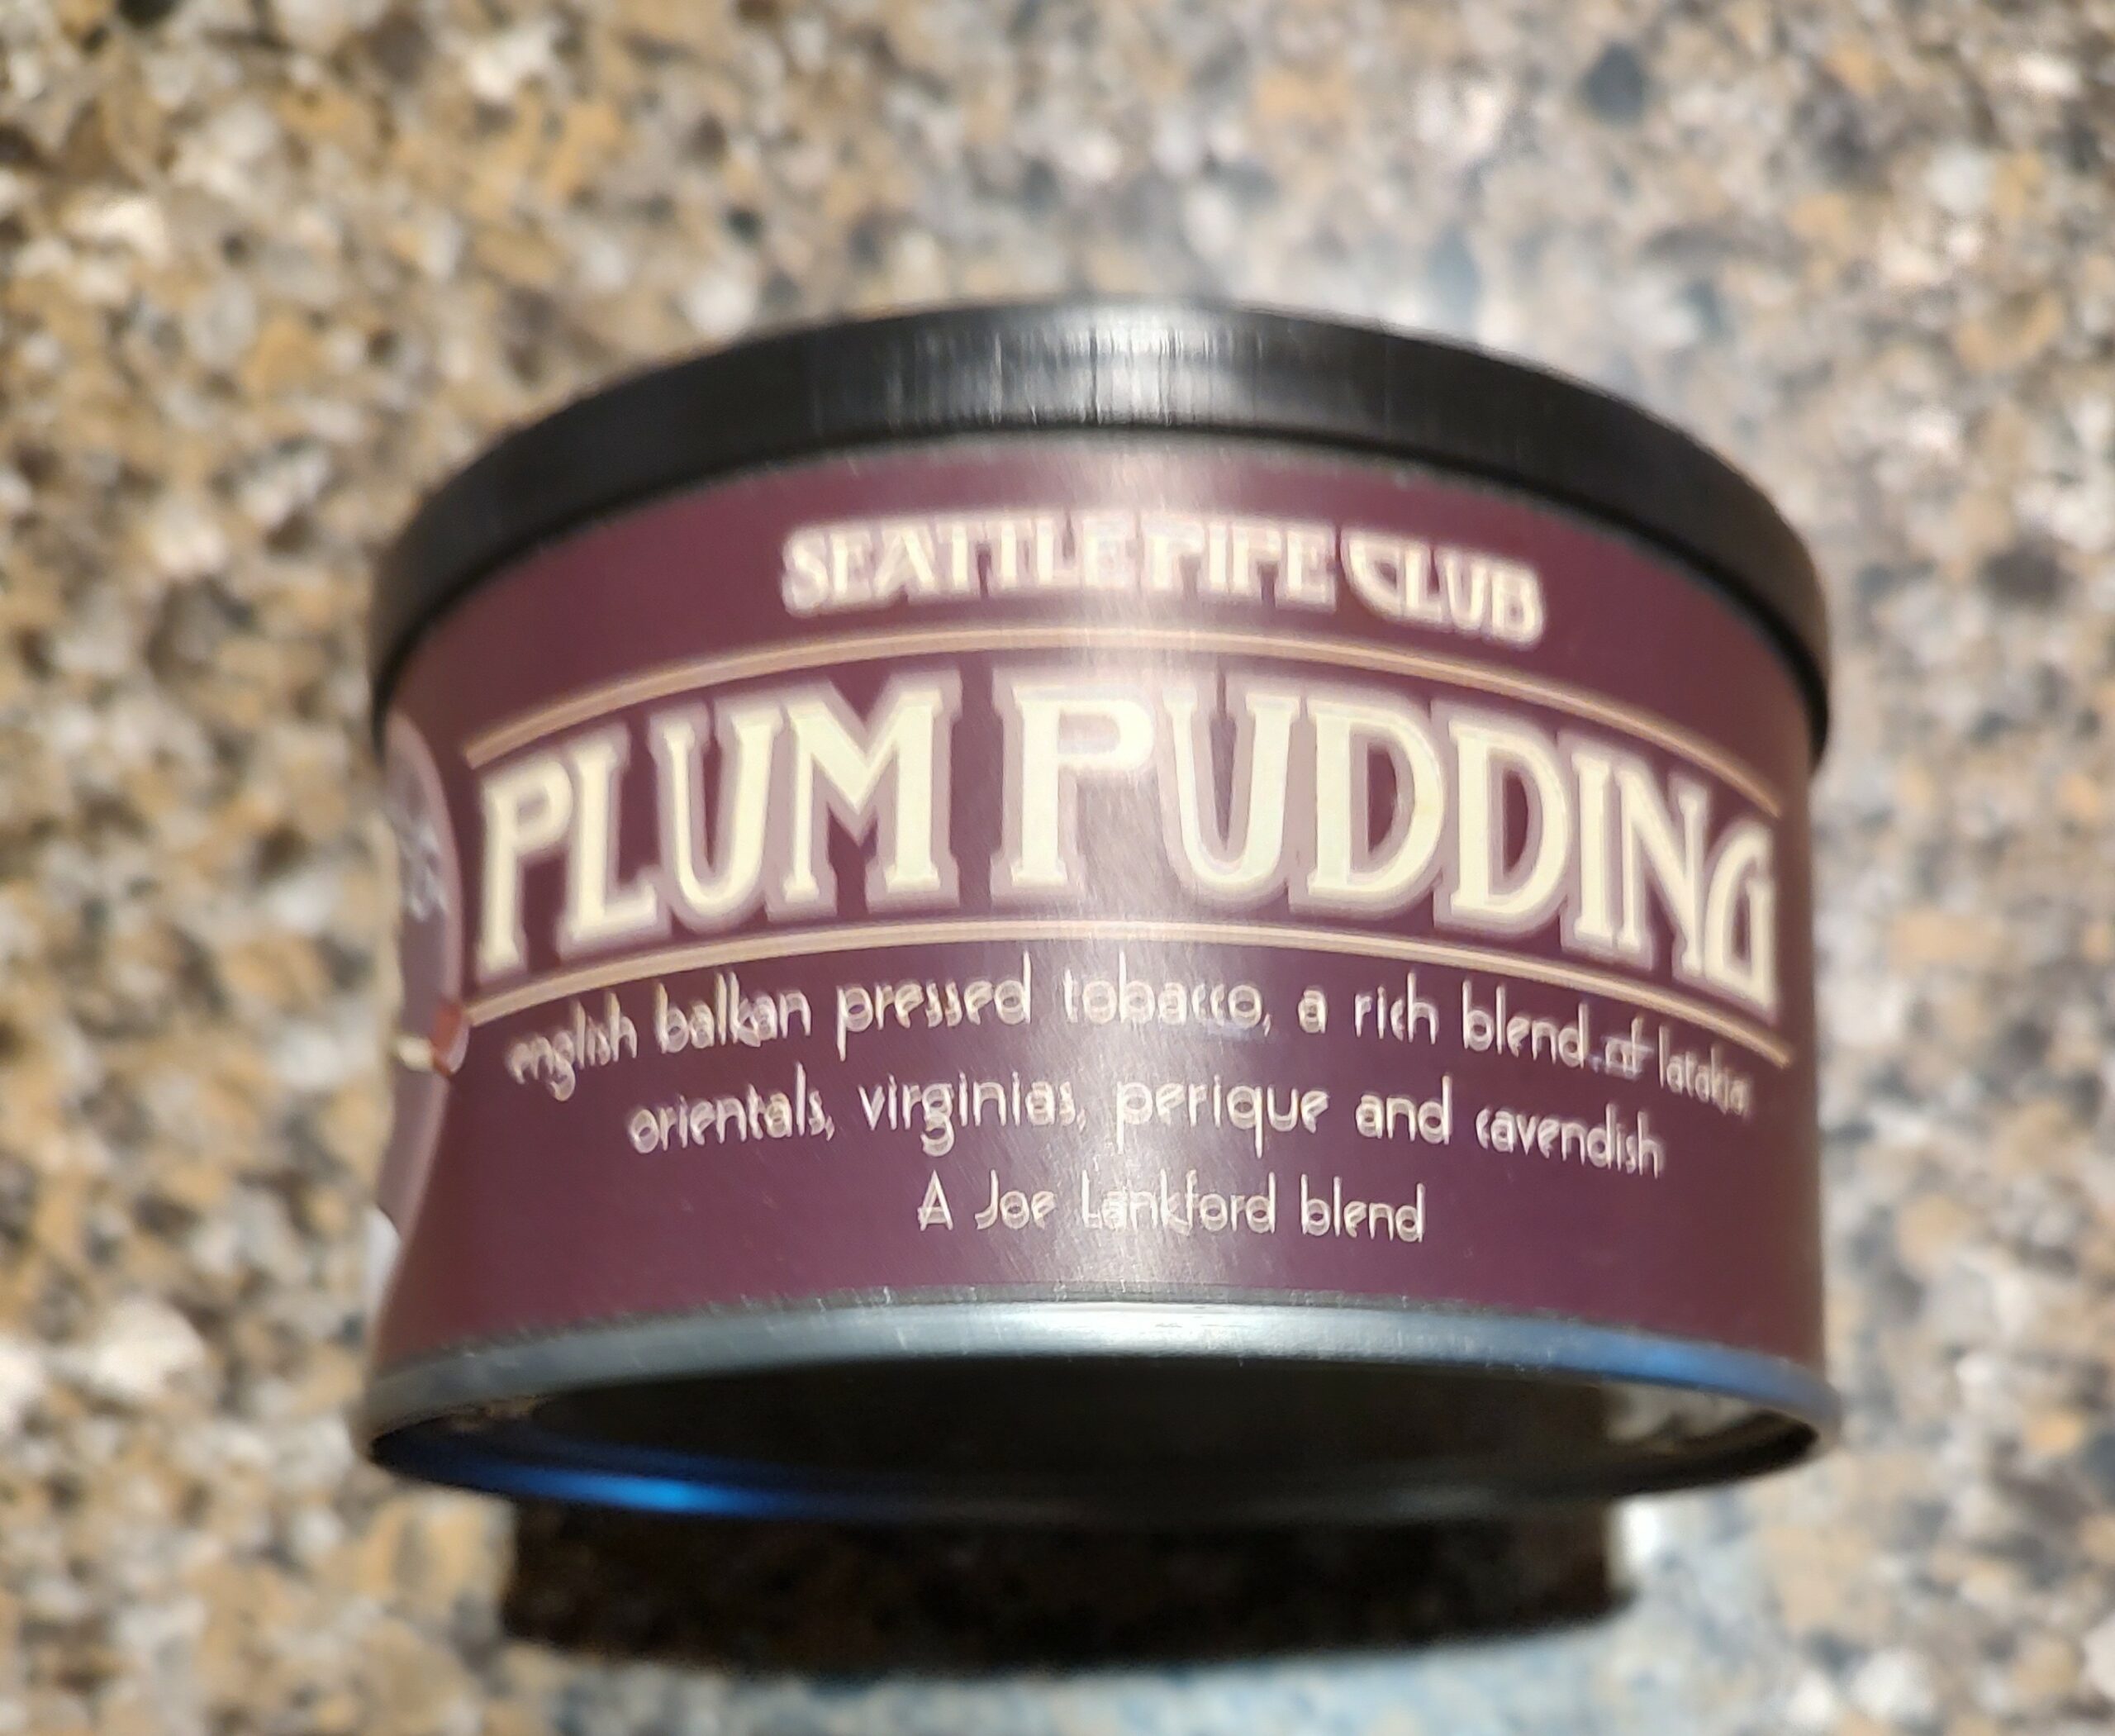 SEATTLE PIPE CLUB
PLUM PUDDING
english balkan pressed tobacco, a rich blend of latakia,
orientals, virginias, perique and cavendish
A Joe Lankford blend